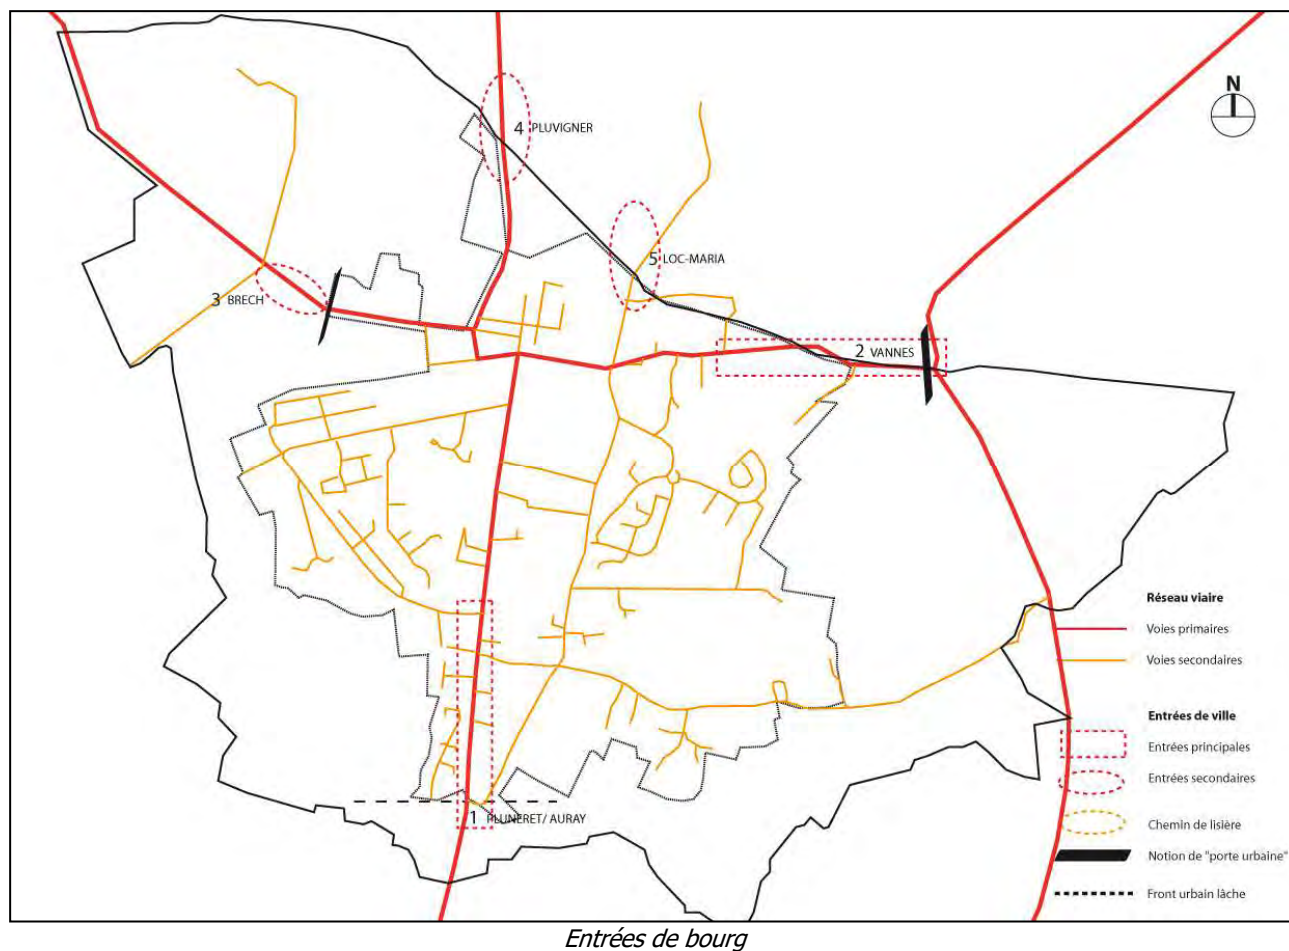 N
4 PLUVIGNER
5 LOC-MARIA
3 BRECH
2 VANNES
1 PLUNERET/ AURAY
Réseau viaire
Voies primaires
Voies secondaires
Entrées de ville
Entrées principales
Entrées secondaires
Chemin de lisière
Notion de "porte urbaine"
Front urbain lâche
Entrées de bourg